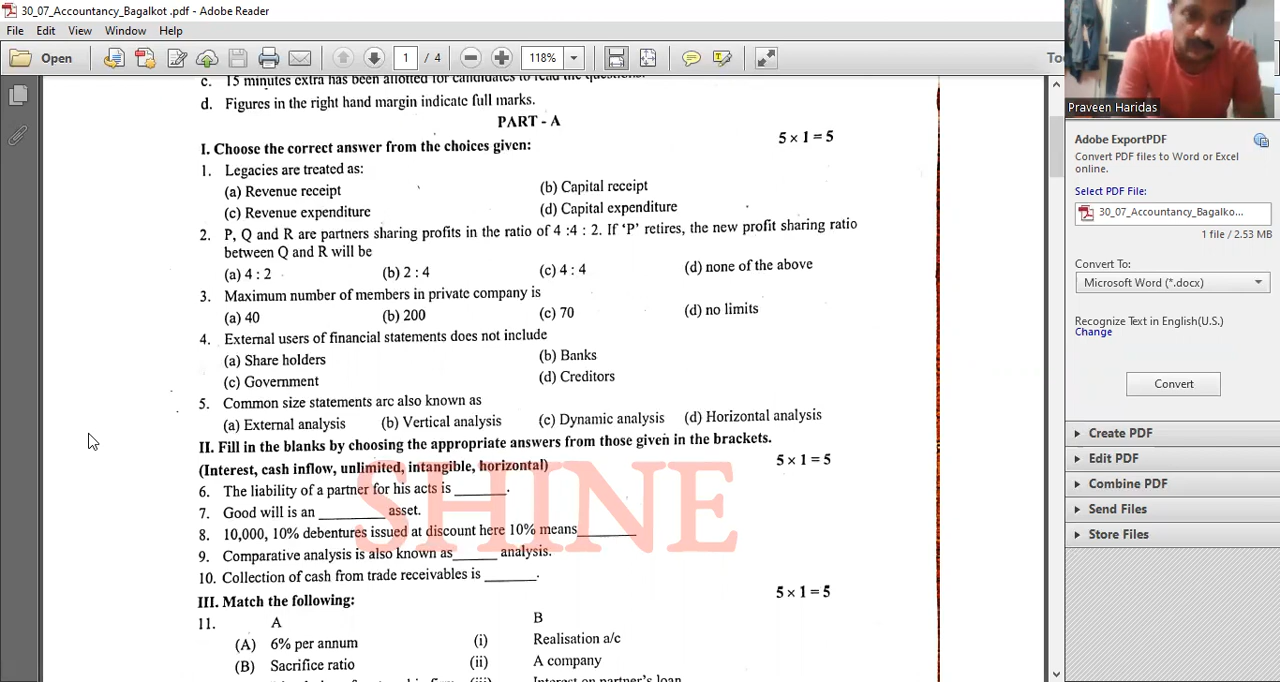 30_07_Accountancy_Bagalkot .pdf - Adobe Reader
File Edit View Window Help
Open 1 / 4 118%
c. 15 minutes extra has been allotted for candidates to read the questions.
d. Figures in the right hand margin indicate full marks.
PART - A
I. Choose the correct answer from the choices given: 5 × 1 = 5
1. Legacies are treated as:
(a) Revenue receipt (b) Capital receipt
(c) Revenue expenditure (d) Capital expenditure
2. P, Q and R are partners sharing profits in the ratio of 4 :4 : 2. If ‘P’ retires, the new profit sharing ratio
between Q and R will be
(a) 4 : 2 (b) 2 : 4 (c) 4 : 4 (d) none of the above
3. Maximum number of members in private company is
(a) 40 (b) 200 (c) 70 (d) no limits
4. External users of financial statements does not include
(a) Share holders (b) Banks
(c) Government (d) Creditors
5. Common size statements are also known as
(a) External analysis (b) Vertical analysis (c) Dynamic analysis (d) Horizontal analysis
II. Fill in the blanks by choosing the appropriate answers from those given in the brackets.
(Interest, cash inflow, unlimited, intangible, horizontal) 5 × 1 = 5
6. The liability of a partner for his acts is ______.
7. Good will is an ________ asset.
8. 10,000, 10% debentures issued at discount here 10% means_______
9. Comparative analysis is also known as_____ analysis.
10. Collection of cash from trade receivables is ______.
SHINE
III. Match the following: 5 × 1 = 5
11. A B
(A) 6% per annum (i) Realisation a/c
(B) Sacrifice ratio (ii) A company
(iii) Interest on partner's loan
Praveen Haridas
Adobe ExportPDF
Convert PDF files to Word or Excel
online.
Select PDF File:
30_07_Accountancy_Bagalko...
1 file / 2.53 MB
Convert To:
Microsoft Word (*.docx)
Recognize Text in English(U.S.)
Change
Convert
Create PDF
Edit PDF
Combine PDF
Send Files
Store Files